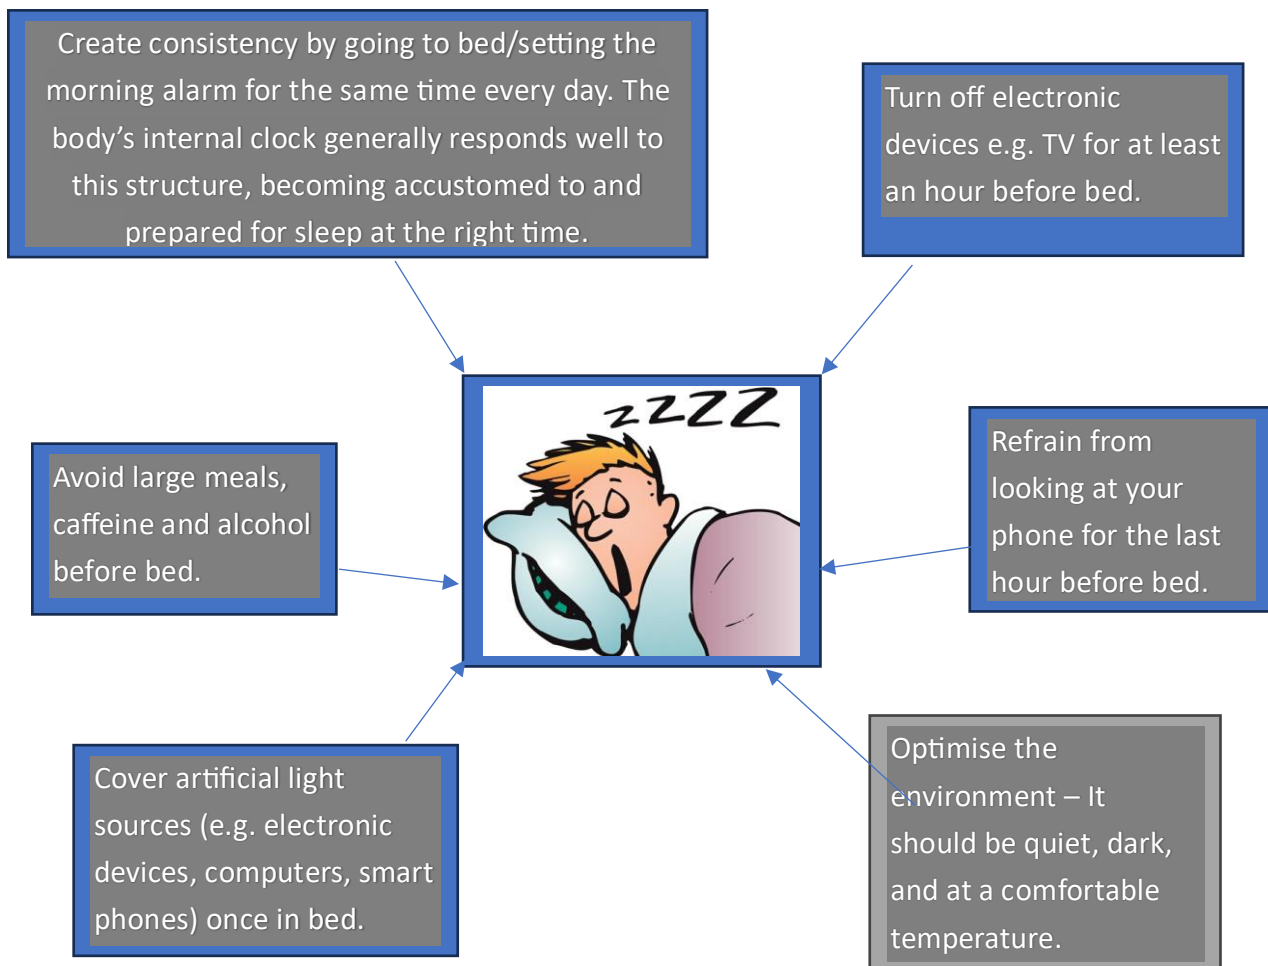 Create consistency by going to bed/setting the
morning alarm for the same time every day. The
body’s internal clock generally responds well to
this structure, becoming accustomed to and
prepared for sleep at the right time.
Turn off electronic
devices e.g. TV for at least
an hour before bed.
zzzz
Avoid large meals,
caffeine and alcohol
before bed.
Refrain from
looking at your
phone for the last
hour before bed.
Cover artificial light
sources (e.g. electronic
devices, computers, smart
phones) once in bed.
Optimise the
environment – It
should be quiet, dark,
and at a comfortable
temperature.